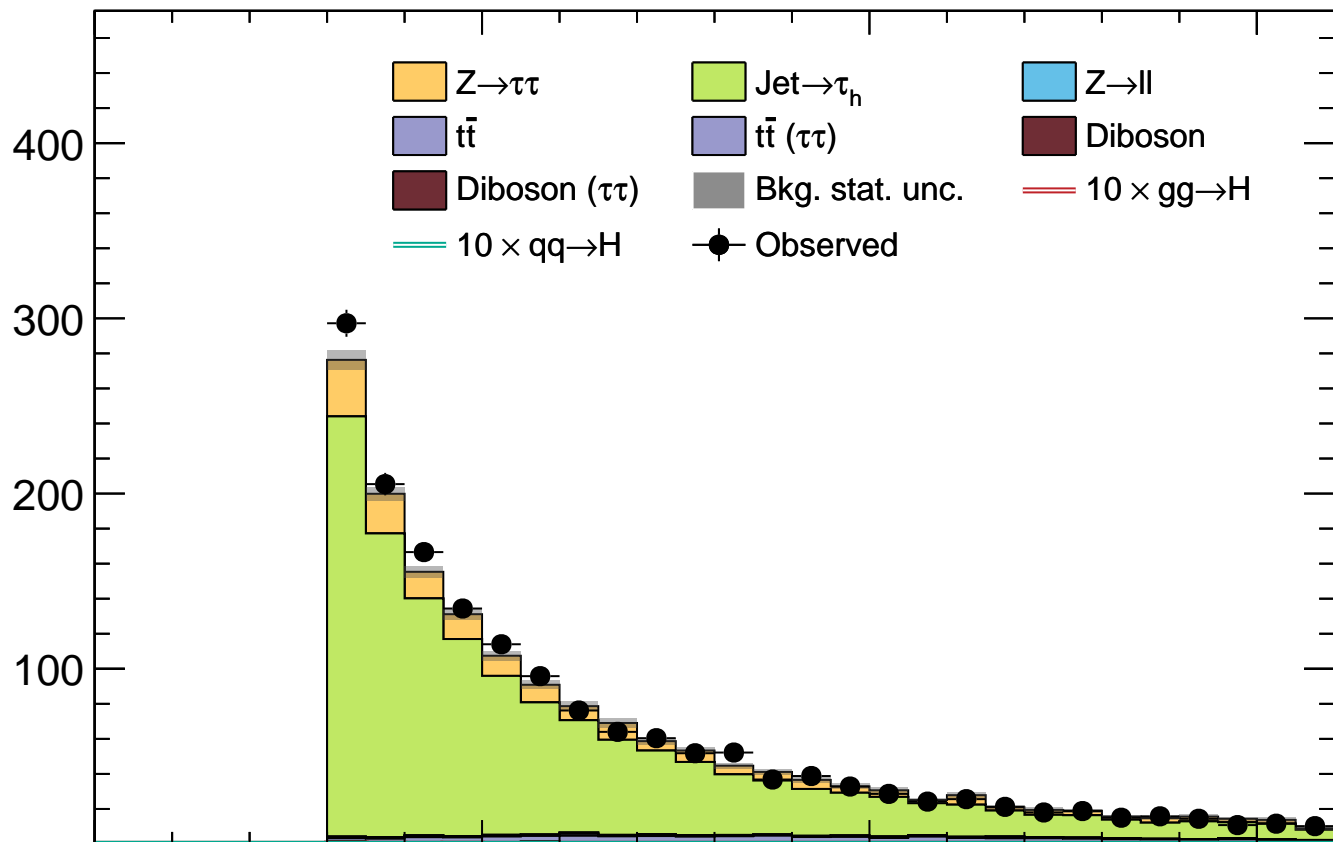 Z→ττ Jet→τh Z→ll
tt̄ tt̄ (ττ) Diboson
Diboson (ττ) Bkg. stat. unc. 10 × gg→H
10 × qq→H Observed
400
300
200
100